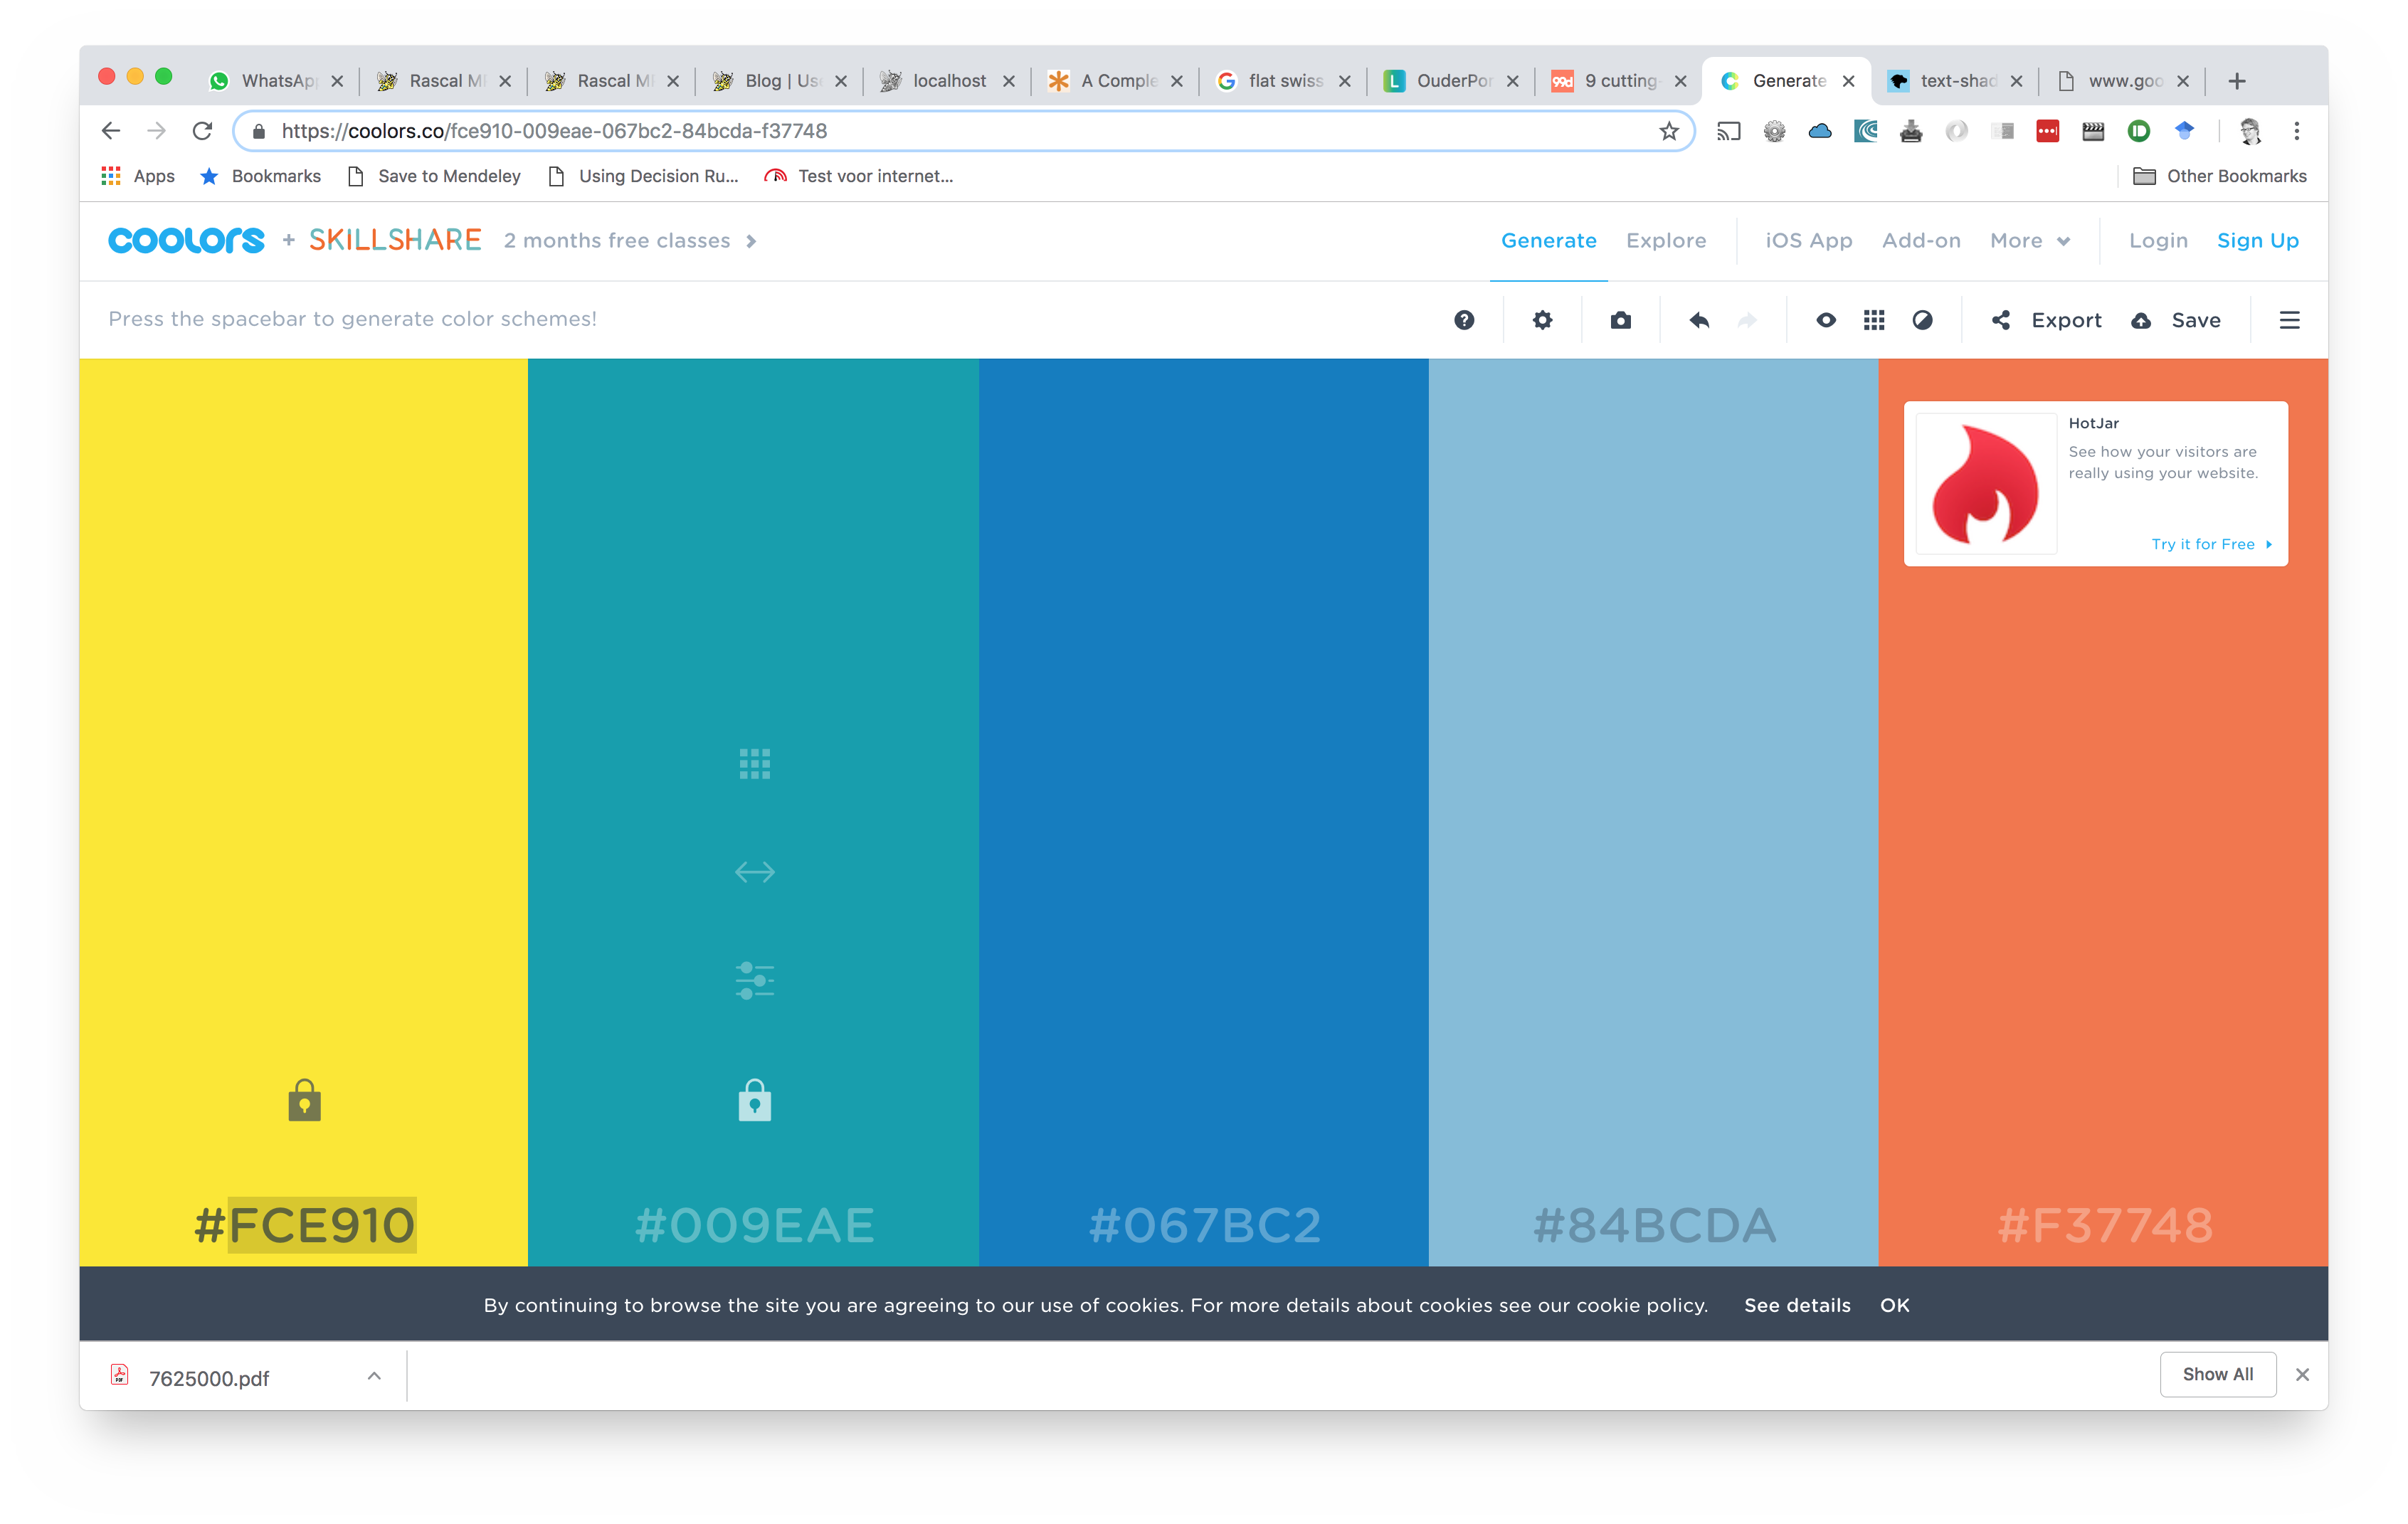 WhatsApp
Rascal M
Rascal M
Blog | Us
localhost
A Comple
flat swiss
L
OuderPor
99d
9 cutting-
Generate
text-shad
www.goo
https://coolors.co/fce910-009eae-067bc2-84bcda-f37748
Apps
Bookmarks
Save to Mendeley
Using Decision Ru...
Test voor internet...
Other Bookmarks
coolors + SKILLSHARE 2 months free classes
Generate
Explore
iOS App
Add-on
More
Login
Sign Up
Press the spacebar to generate color schemes!
Export
Save
HotJar
See how your visitors are
really using your website.
Try it for Free
#FCE910
#009EAE
#067BC2
#84BCDA
#F37748
By continuing to browse the site you are agreeing to our use of cookies. For more details about cookies see our cookie policy. See details OK
7625000.pdf
Show All